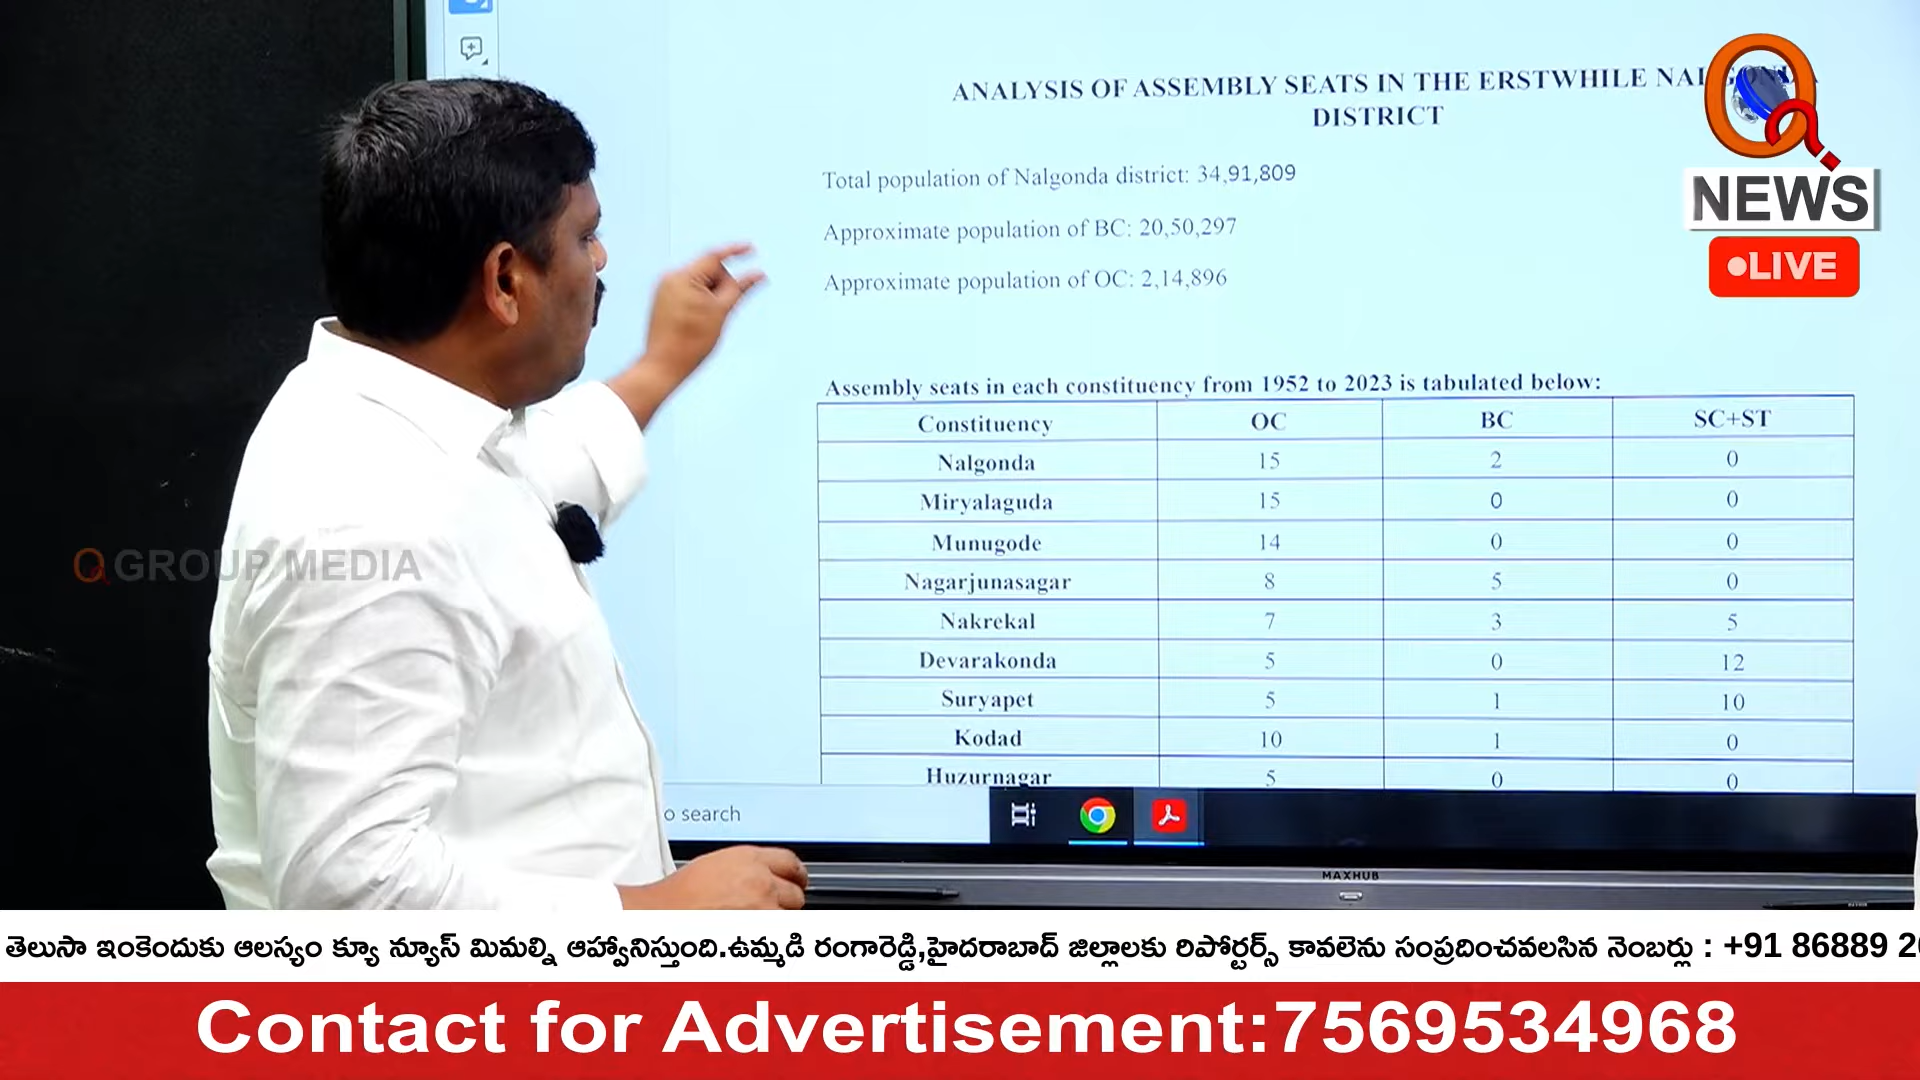 ANALYSIS OF ASSEMBLY SEATS IN THE ERSTWHILE NALGONDA
DISTRICT
Total population of Nalgonda district: 34,91,809
Approximate population of BC: 20,50,297
Approximate population of OC: 2,14,896
Assembly seats in each constituency from 1952 to 2023 is tabulated below:
Constituency OC BC SC+ST
Nalgonda 15 2 0
Miryalaguda 15 0 0
Munugode 14 0 0
Nagarjunasagar 8 5 0
Nakrekal 7 3 5
Devarakonda 5 0 12
Suryapet 5 1 10
Kodad 10 1 0
Huzurnagar 5 0 0
o search
MAXHUB
Q NEWS
LIVE
Q GROUP MEDIA
తెలుసా ఇంకెందుకు ఆలస్యం క్యూ న్యూస్ మిమల్ని ఆహ్వానిస్తుంది.ఉమ్మడి రంగారెడ్డి,హైదరాబాద్ జిల్లాలకు రిపోర్టర్స్ కావలెను సంప్రదించవలసిన నెంబర్లు : +91 86889 2
Contact for Advertisement:7569534968